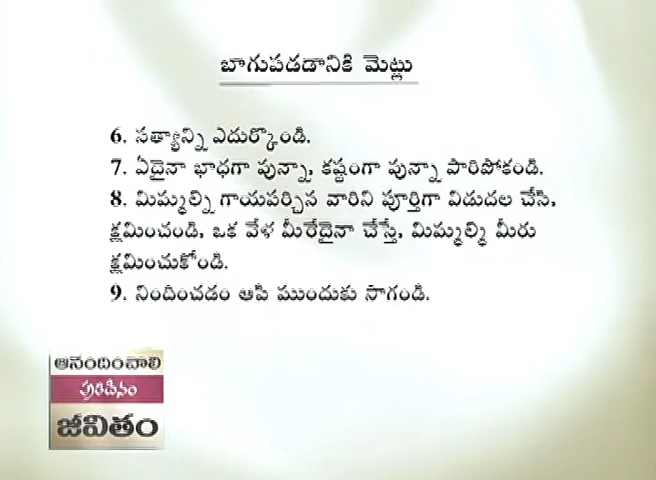 బాగుపడడానికి మెట్లు
6. సత్యాన్ని ఎదుర్కొండి.
7. ఏదైనా భాధగా వున్నా, కష్టంగా వున్నా పారిపోకండి.
8. మిమ్మల్ని గాయపర్చిన వారిని పూర్తిగా విడుదల చేసి,
క్షమించండి, ఒక వేళ మీరేదైనా చేస్తే, మిమ్మల్మి మీరు
క్షమించుకోండి.
9. నిందించడం ఆపి ముందుకు సాగండి.
ఆనందించాలి
జీవితం